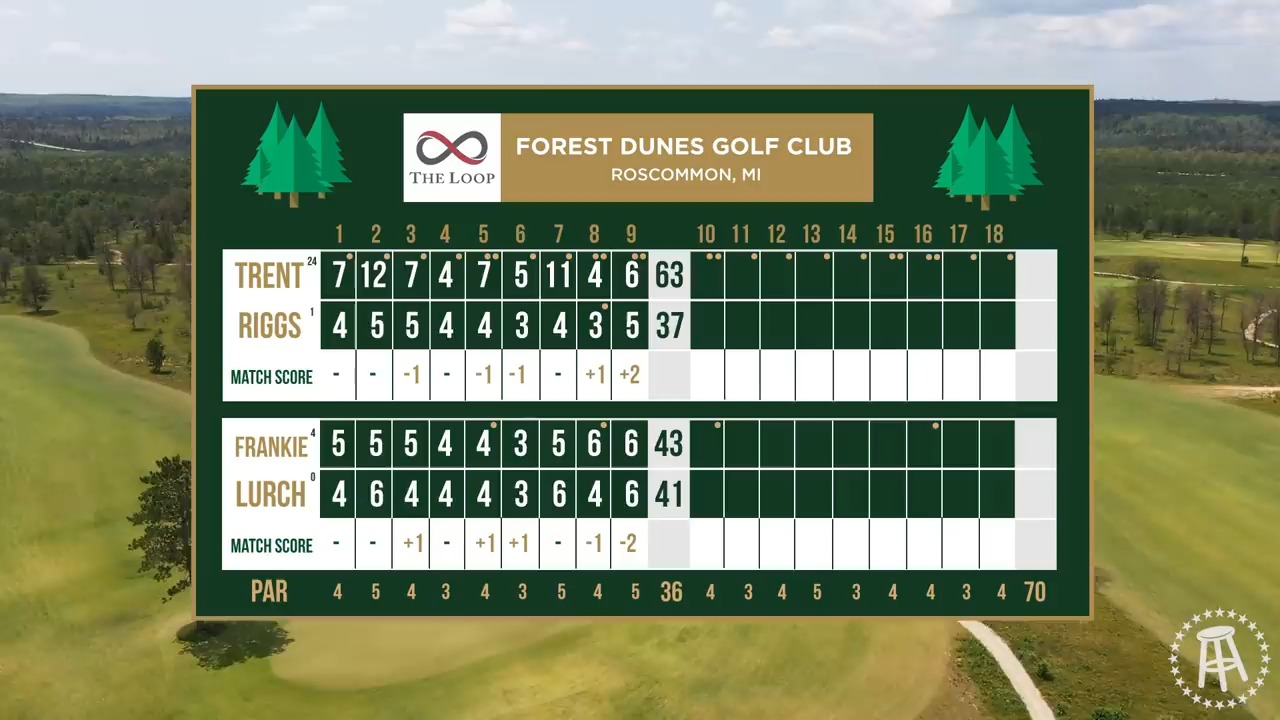 THE LOOP
FOREST DUNES GOLF CLUB
ROSCOMMON, MI
1 2 3 4 5 6 7 8 9 10 11 12 13 14 15 16 17 18
TRENT 24 7 12 7 4 7 5 11 4 6 63
RIGGS 1 4 5 5 4 4 3 4 3 5 37
MATCH SCORE - - -1 - -1 -1 - +1 +2
FRANKIE 4 5 5 5 4 4 3 5 6 6 43
LURCH 0 4 6 4 4 4 3 6 4 6 41
MATCH SCORE - - +1 - +1 +1 - -1 -2
PAR 4 5 4 3 4 3 5 4 5 36 4 3 4 5 3 4 4 3 4 70